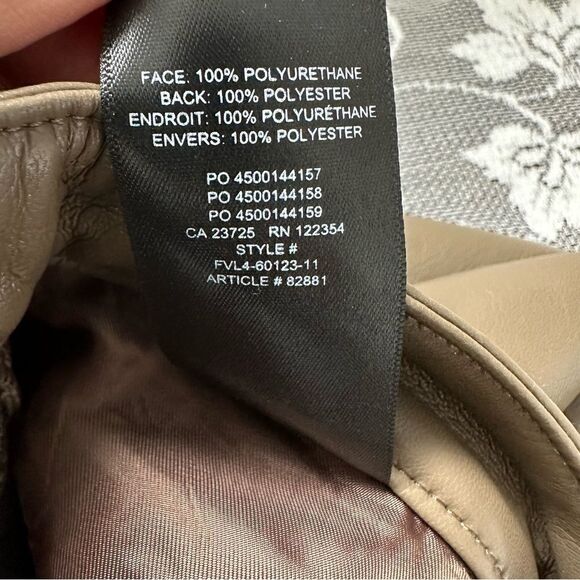 FACE: 100% POLYURETHANE
BACK: 100% POLYESTER
ENDROIT: 100% POLYURÉTHANE
ENVERS: 100% POLYESTER
PO 4500144157
PO 4500144158
PO 4500144159
CA 23725 RN 122354
STYLE #
FVL4-60123-11
ARTICLE # 82881